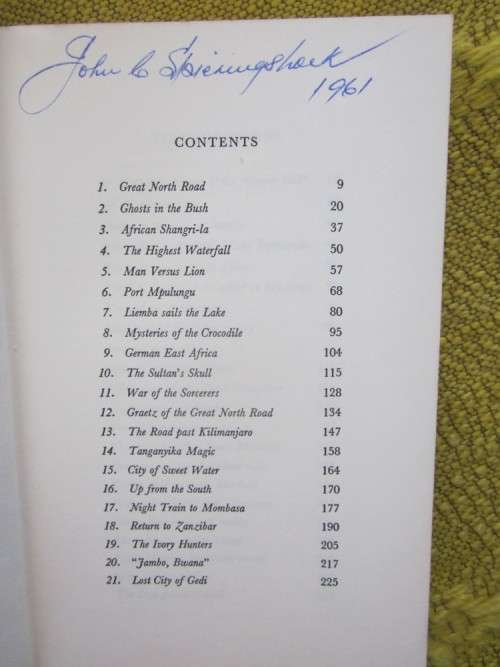 John C
1961
CONTENTS
1. Great North Road 9
2. Ghosts in the Bush 20
3. African Shangri-la 37
4. The Highest Waterfall 50
5. Man Versus Lion 57
6. Port Mpulungu 68
7. Liemba sails the Lake 80
8. Mysteries of the Crocodile 95
9. German East Africa 104
10. The Sultan's Skull 115
11. War of the Sorcerers 128
12. Graetz of the Great North Road 134
13. The Road past Kilimanjaro 147
14. Tanganyika Magic 158
15. City of Sweet Water 164
16. Up from the South 170
17. Night Train to Mombasa 177
18. Return to Zanzibar 190
19. The Ivory Hunters 205
20. "Jambo, Bwana" 217
21. Lost City of Gedi 225